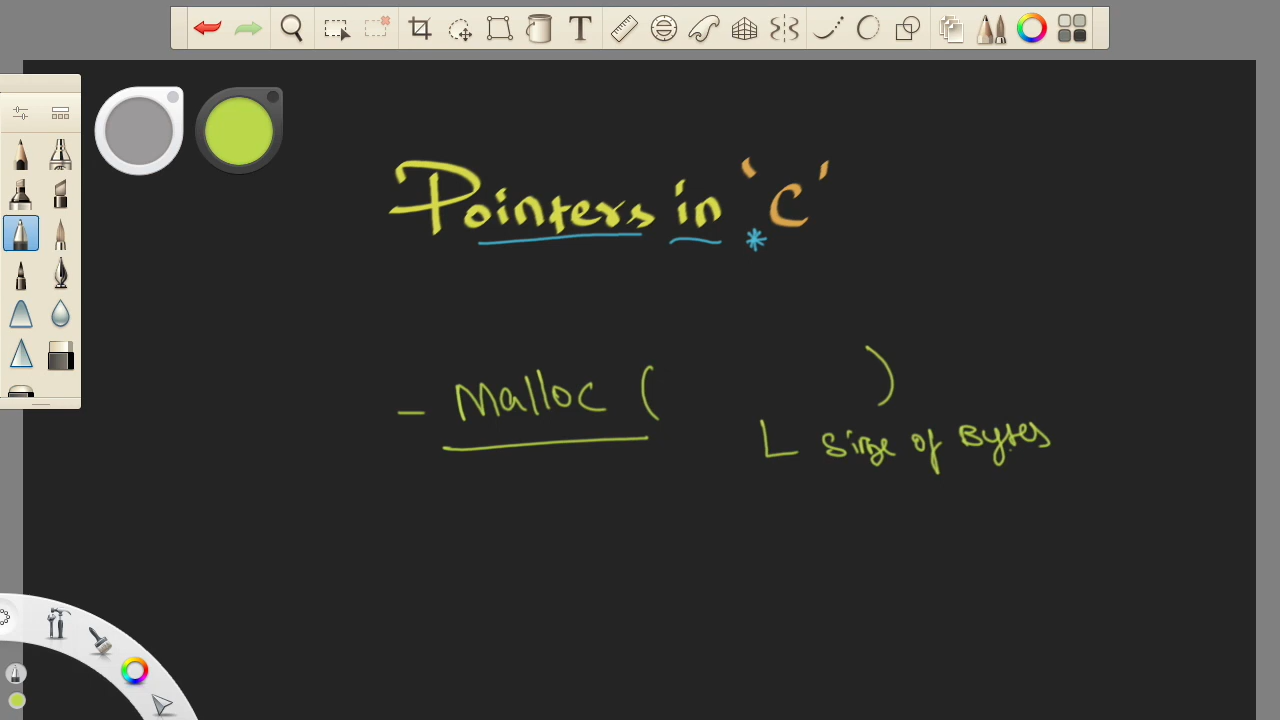 Pointers in 'C'
- Malloc ( )
Size of Bytes